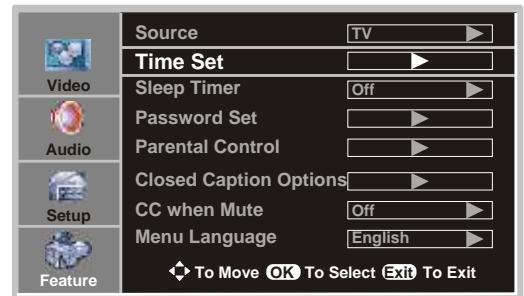 Video
Audio
Setup
Feature
Source TV
Time Set
Sleep Timer Off
Password Set
Parental Control
Closed Caption Options
CC when Mute Off
Menu Language English
To Move OK To Select Exit To Exit